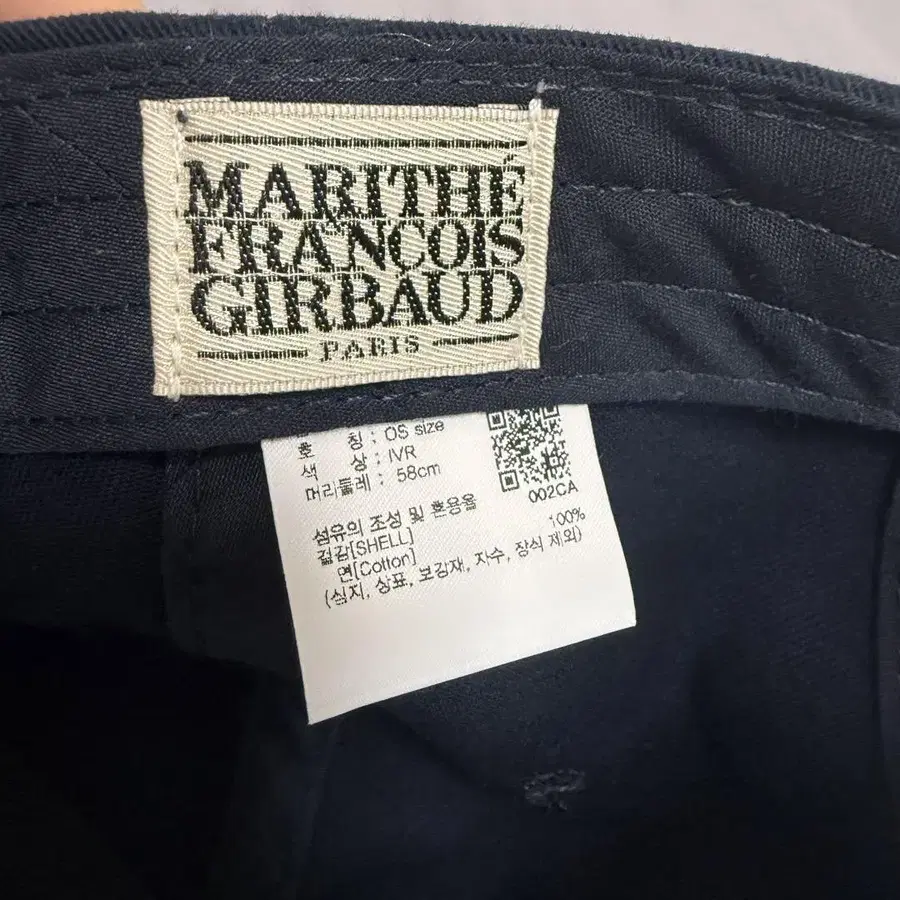 MARITHÉ
FRANÇOIS
GIRBAUD
PARIS
호 칭 : OS size
색 상 : IVR
머리둘레 : 58cm
002CA
섬유의 조성 및 혼용율
겉감[SHELL]
면[Cotton] 100%
(심지, 상표, 보강재, 자수, 장식 제외)